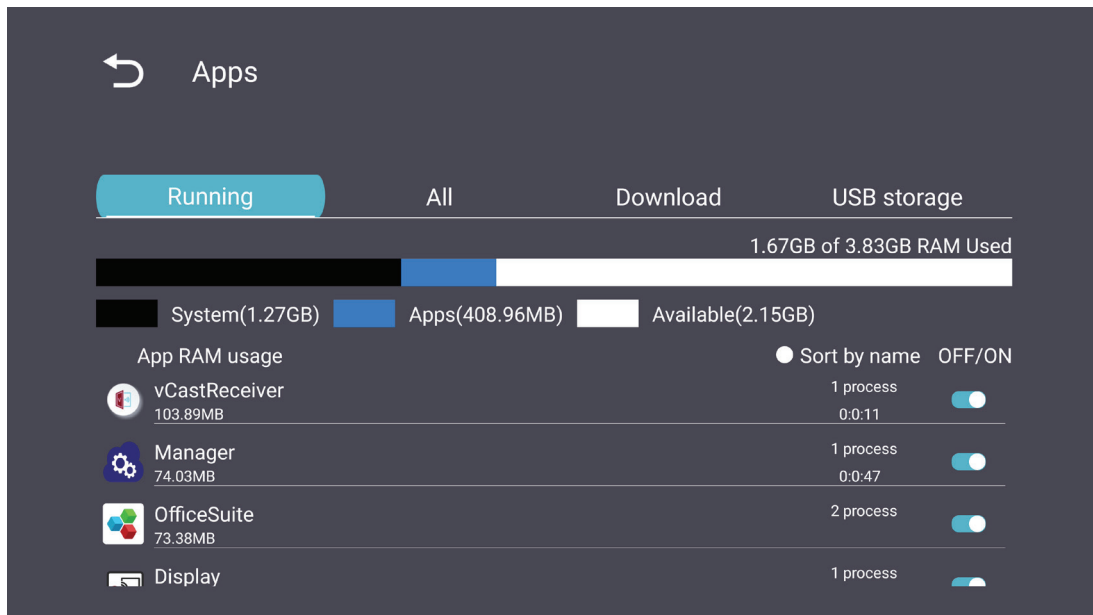 Apps
Running All Download USB storage
1.67GB of 3.83GB RAM Used
System(1.27GB) Apps(408.96MB) Available(2.15GB)
App RAM usage Sort by name OFF/ON
vCastReceiver 1 process
103.89MB 0:0:11
Manager 1 process
74.03MB 0:0:47
OfficeSuite 2 process
73.38MB
Display 1 process